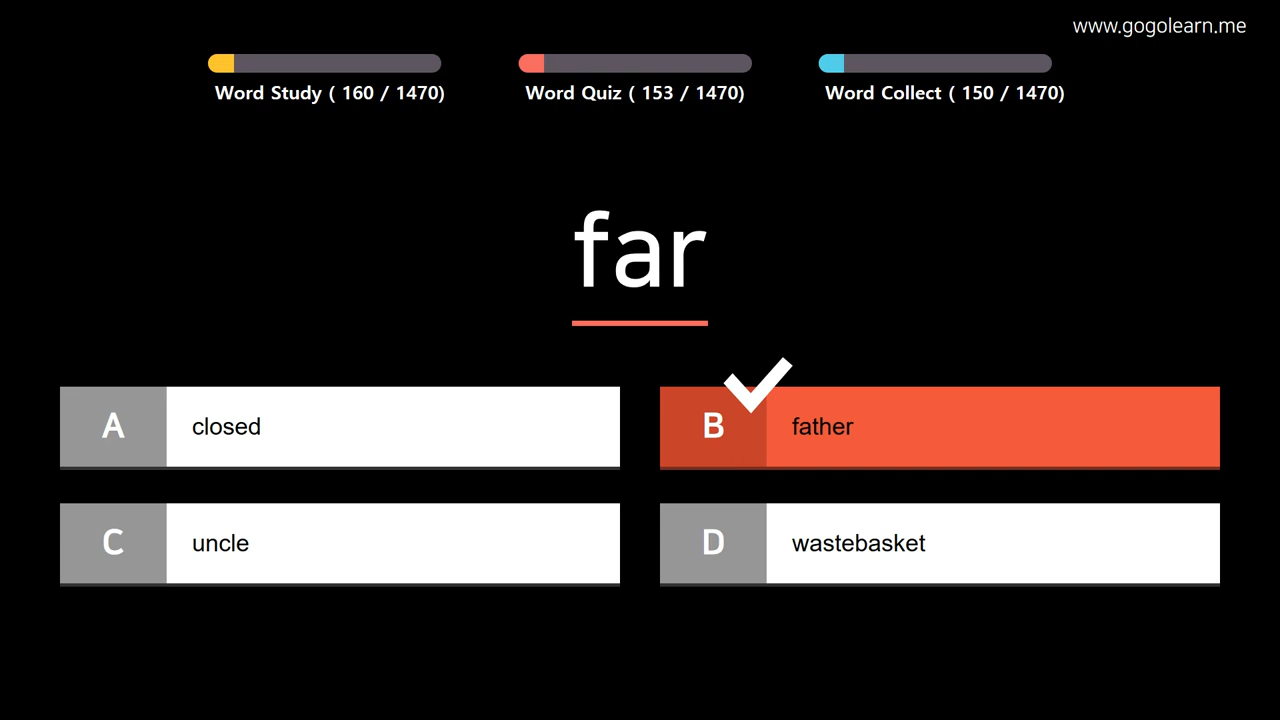 www.gogolearn.me
Word Study ( 160 / 1470)
Word Quiz ( 153 / 1470)
Word Collect ( 150 / 1470)
far
A closed
B father
C uncle
D wastebasket